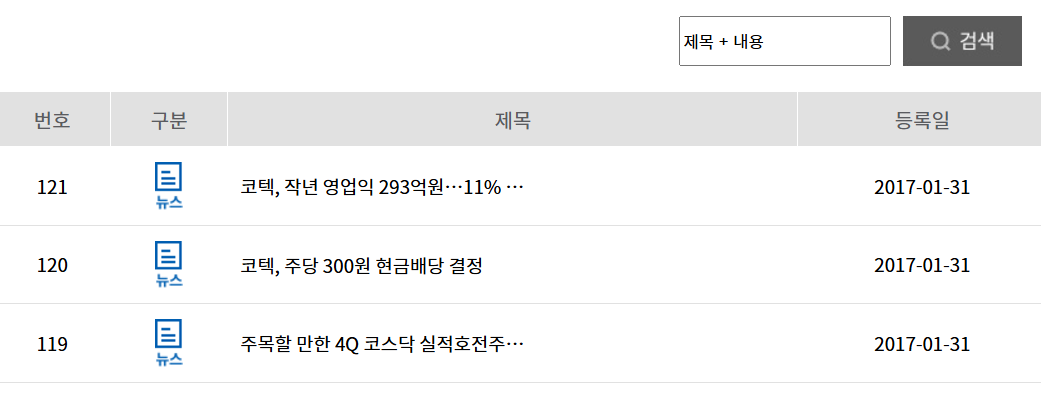 제목 + 내용 검색
번호 구분 제목 등록일
121 뉴스 코텍, 작년 영업익 293억원…11% … 2017-01-31
120 뉴스 코텍, 주당 300원 현금배당 결정 2017-01-31
119 뉴스 주목할 만한 4Q 코스닥 실적호전주… 2017-01-31